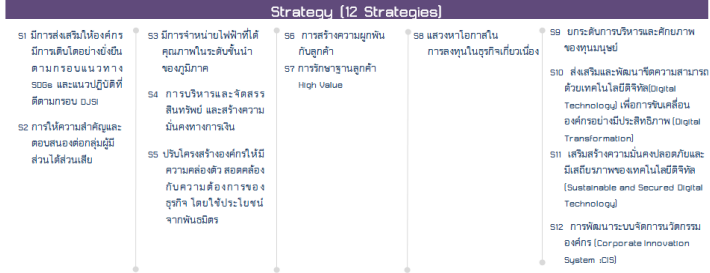 Strategy (12 Strategies)
S1 มีการส่งเสริมให้องค์กร
มีการเติบโตอย่างยั่งยืน
ตามกรอบแนวทาง
SDGs และแนวปฏิบัติที่
ดีตามกรอบ DJSI
S2 การให้ความสำคัญและ
ตอบสนองต่อกลุ่มผู้มี
ส่วนได้ส่วนเสีย
S3 มีการจำหน่ายไฟฟ้าที่ได้
คุณภาพในระดับชั้นนำ
ของภูมิภาค
S4 การบริหารและจัดสรร
สินทรัพย์ และสร้างความ
มั่นคงทางการเงิน
S5 ปรับโครงสร้างองค์กรให้มี
ความคล่องตัว สอดคล้อง
กับความต้องการของ
ธุรกิจ โดยใช้ประโยชน์
จากพันธมิตร
S6 การสร้างความผูกพัน
กับลูกค้า
S7 การรักษาฐานลูกค้า
High Value
S8 แสวงหาโอกาสใน
การลงทุนในธุรกิจเกี่ยวเนื่อง
S9 ยกระดับการบริหารและศักยภาพ
ของทุนมนุษย์
S10 ส่งเสริมและพัฒนาขีดความสามารถ
ด้วยเทคโนโลยีดิจิทัล(Digital
Technology) เพื่อการขับเคลื่อน
องค์กรอย่างมีประสิทธิภาพ (Digital
Transformation)
S11 เสริมสร้างความมั่นคงปลอดภัยและ
มีเสถียรภาพของเทคโนโลยีดิจิทัล
(Sustainable and Secured Digital
Technology)
S12 การพัฒนาระบบจัดการนวัตกรรม
องค์กร (Corporate Innovation
System :CIS)